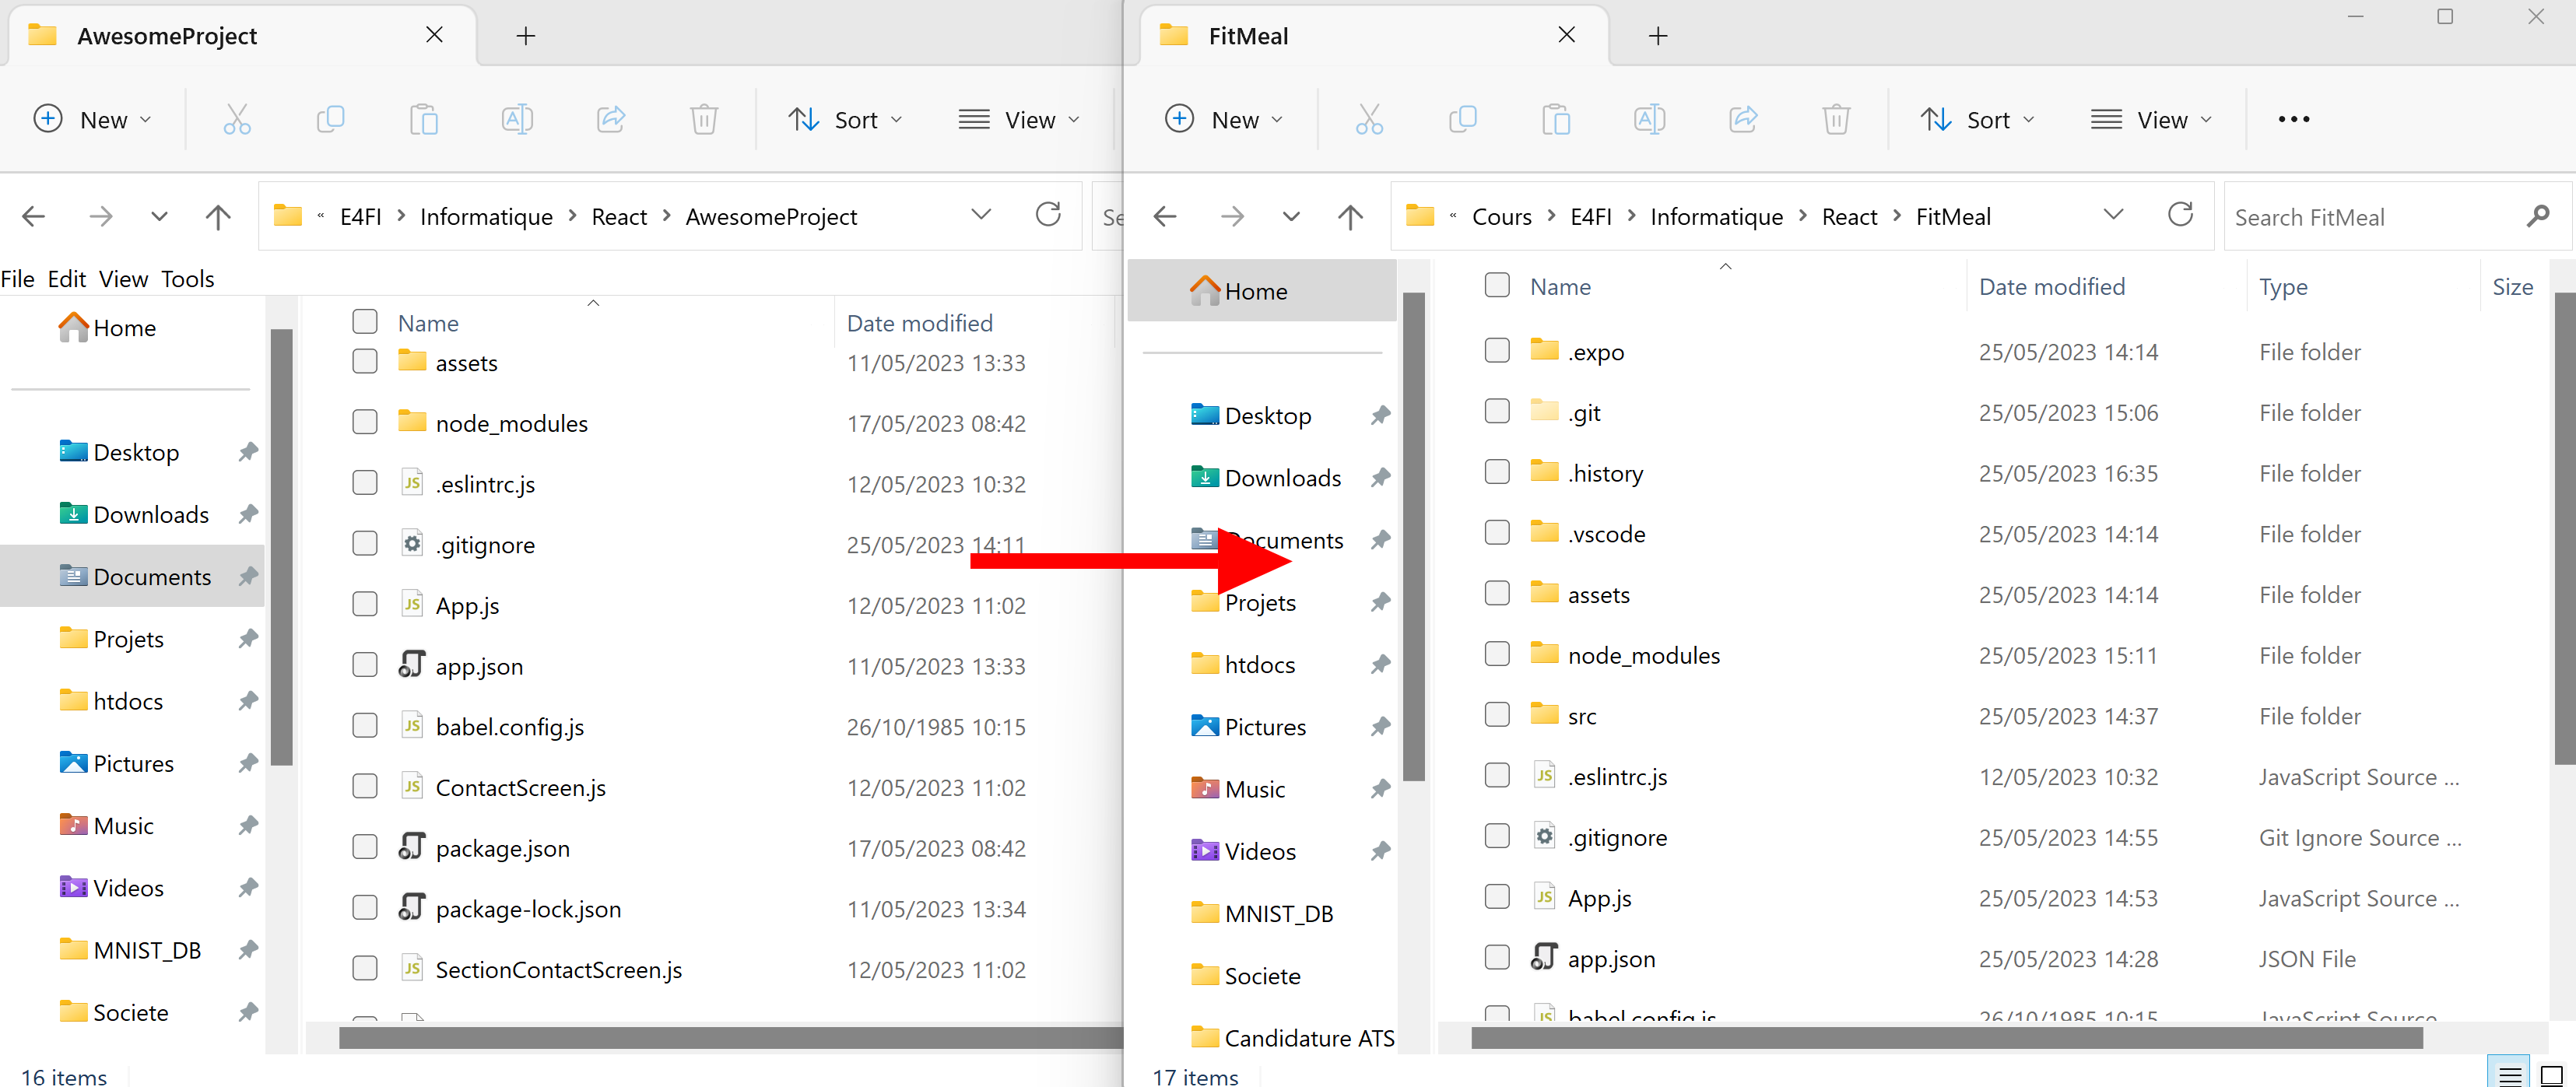 AwesomeProject
New
Sort
View
E4FI > Informatique > React > AwesomeProject
File Edit View Tools
Home
Desktop
Downloads
Documents
Projets
htdocs
Pictures
Music
Videos
MNIST_DB
Societe
Name Date modified
assets 11/05/2023 13:33
node_modules 17/05/2023 08:42
.eslintrc.js 12/05/2023 10:32
.gitignore 25/05/2023 14:11
App.js 12/05/2023 11:02
app.json 11/05/2023 13:33
babel.config.js 26/10/1985 10:15
ContactScreen.js 12/05/2023 11:02
package.json 17/05/2023 08:42
package-lock.json 11/05/2023 13:34
SectionContactScreen.js 12/05/2023 11:02
16 items
FitMeal
New
Sort
View
Cours > E4FI > Informatique > React > FitMeal
Search FitMeal
Home
Desktop
Downloads
Documents
Projets
htdocs
Pictures
Music
Videos
MNIST_DB
Societe
Candidature ATS
Name Date modified Type Size
.expo 25/05/2023 14:14 File folder
.git 25/05/2023 15:06 File folder
.history 25/05/2023 16:35 File folder
.vscode 25/05/2023 14:14 File folder
assets 25/05/2023 14:14 File folder
node_modules 25/05/2023 15:11 File folder
src 25/05/2023 14:37 File folder
.eslintrc.js 12/05/2023 10:32 JavaScript Source ...
.gitignore 25/05/2023 14:55 Git Ignore Source ...
App.js 25/05/2023 14:53 JavaScript Source ...
app.json 25/05/2023 14:28 JSON File
babel.config.js 26/10/1985 10:15 JavaScript Source
17 items